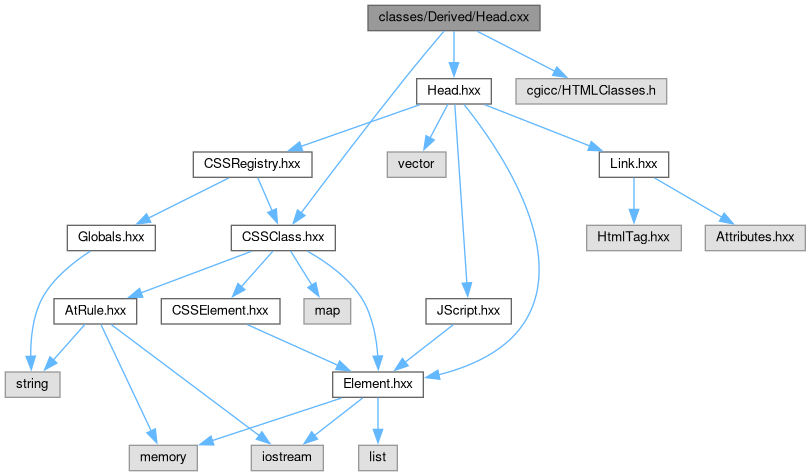 classes/Derived/Head.cxx
Head.hxx
cgicc/HTMLClasses.h
CSSRegistry.hxx
vector
Link.hxx
Globals.hxx
CSSClass.hxx
HtmlTag.hxx
Attributes.hxx
AtRule.hxx
CSSElement.hxx
map
JScript.hxx
string
Element.hxx
memory
iostream
list